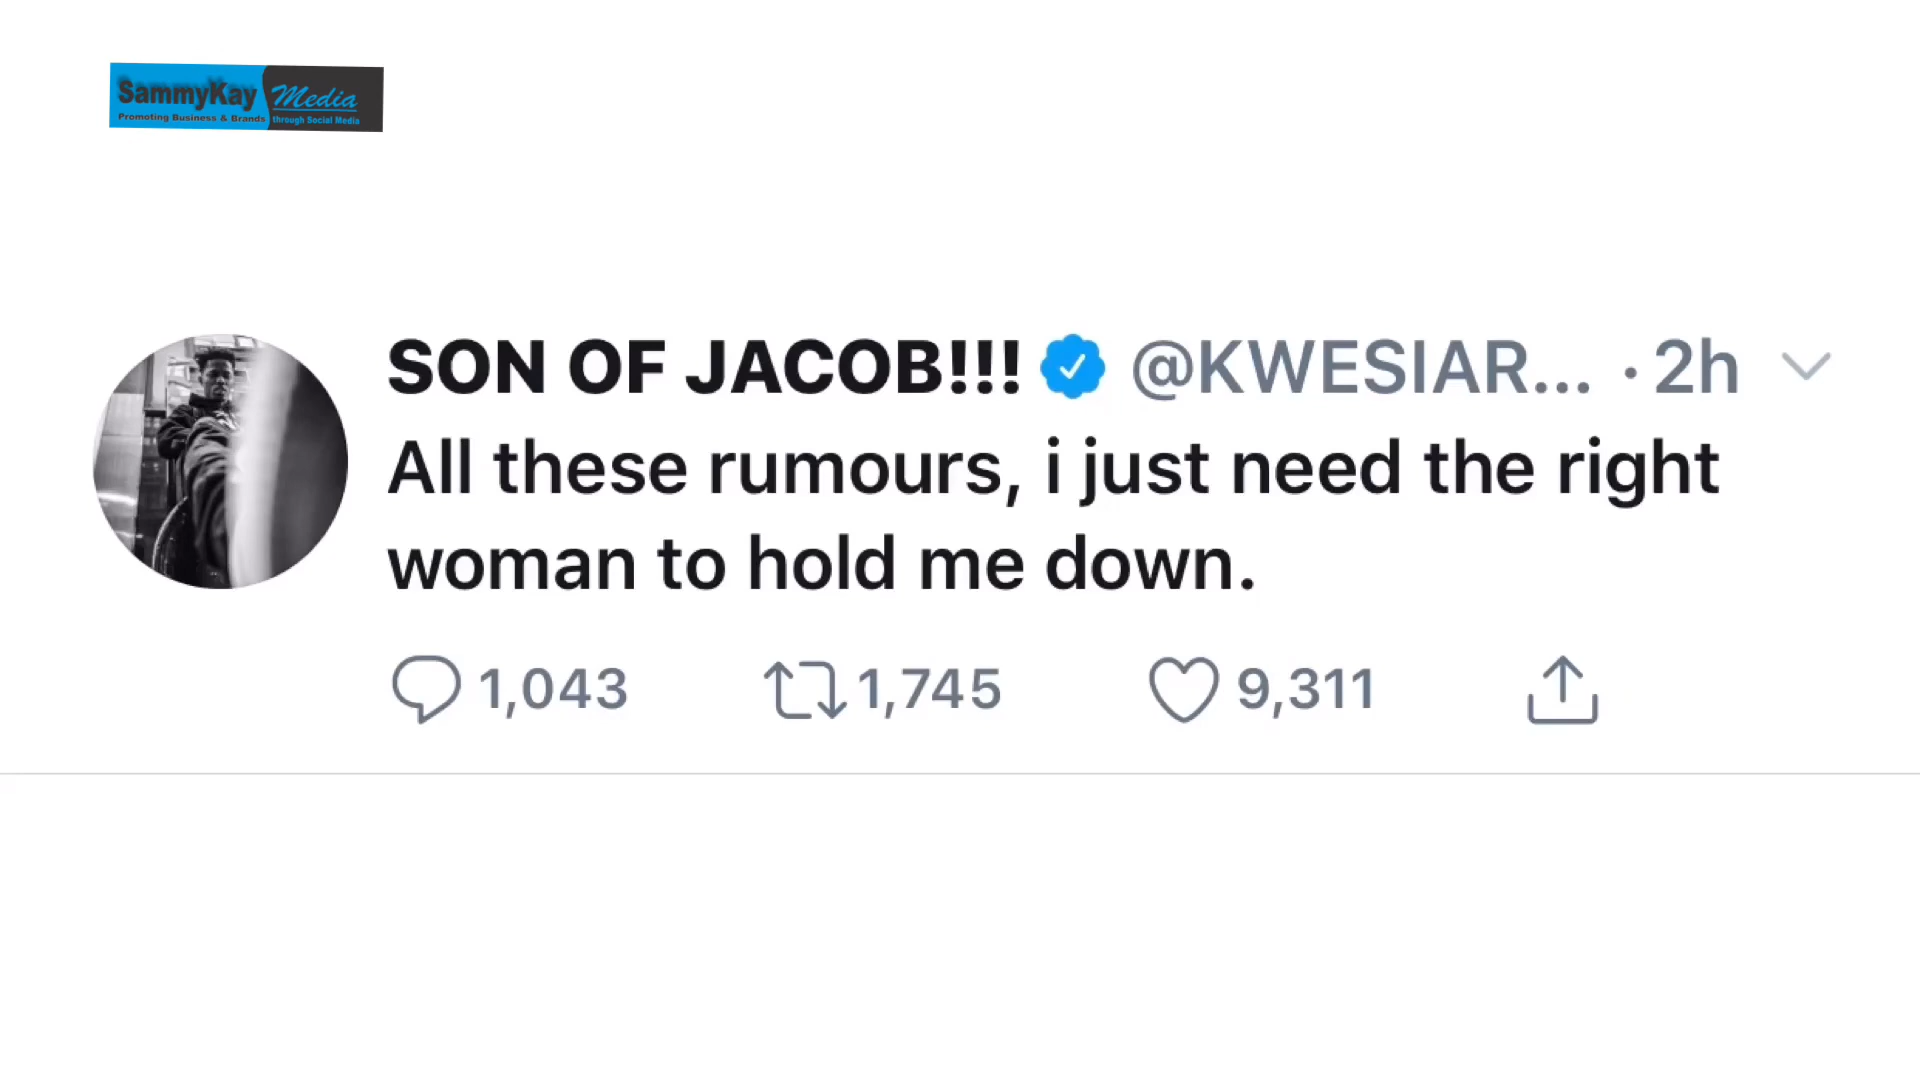 SammyKay Media
Promoting Business & Brands through Social Media
SON OF JACOB!!! @KWESIAR... · 2h
All these rumours, i just need the right
woman to hold me down.
1,043 1,745 9,311